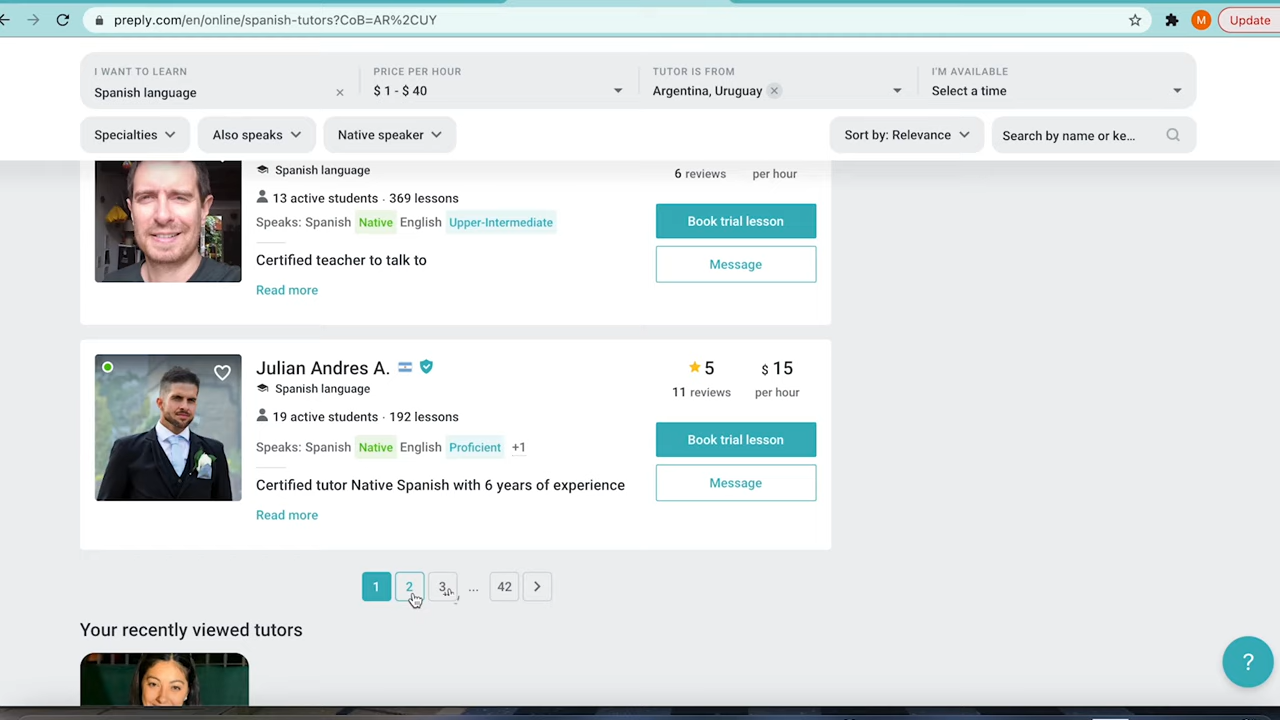 preply.com/en/online/spanish-tutors?CoB=AR%2CUY
M
Update
I WANT TO LEARN
Spanish language
PRICE PER HOUR
$ 1 - $ 40
TUTOR IS FROM
Argentina, Uruguay
I'M AVAILABLE
Select a time
Specialties
Also speaks
Native speaker
Sort by: Relevance
Search by name or ke...
Spanish language
6 reviews
per hour
13 active students · 369 lessons
Speaks: Spanish Native English Upper-Intermediate
Book trial lesson
Certified teacher to talk to
Message
Read more
Julian Andres A.
5
$ 15
Spanish language
11 reviews
per hour
19 active students · 192 lessons
Speaks: Spanish Native English Proficient +1
Book trial lesson
Certified tutor Native Spanish with 6 years of experience
Message
Read more
1 2 3 ... 42 >
Your recently viewed tutors
?